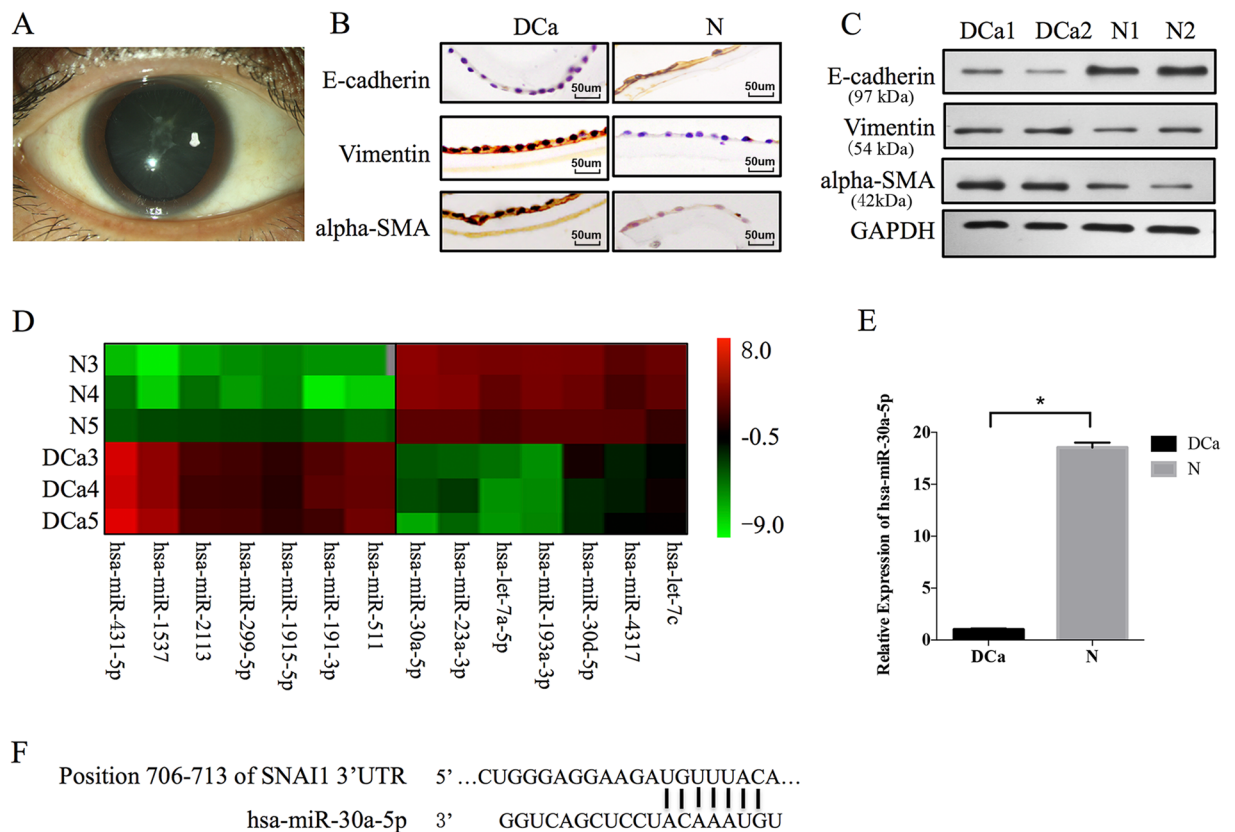 A
B
DCa N
E-cadherin
50um 50um
Vimentin
50um 50um
alpha-SMA
50um 50um
C
DCa1 DCa2 N1 N2
E-cadherin
(97 kDa)
Vimentin
(54 kDa)
alpha-SMA
(42kDa)
GAPDH
D
N3
N4
N5
DCa3
DCa4
DCa5
hsa-miR-431-5p
hsa-miR-1537
hsa-miR-2113
hsa-miR-299-5p
hsa-miR-1915-5p
hsa-miR-191-3p
hsa-miR-511
hsa-miR-30a-5p
hsa-miR-23a-3p
hsa-let-7a-5p
hsa-miR-193a-3p
hsa-miR-30d-5p
hsa-miR-4317
hsa-let-7c
8.0
-0.5
-9.0
E
Relative Expression of hsa-miR-30a-5p
20
15
10
5
0
*
DCa N
DCa
N
F
Position 706-713 of SNAI1 3'UTR 5' ...CUGGGAGGAAGAUGUUUACA...
hsa-miR-30a-5p 3' GGUCAGCUCCUACAAAUGU